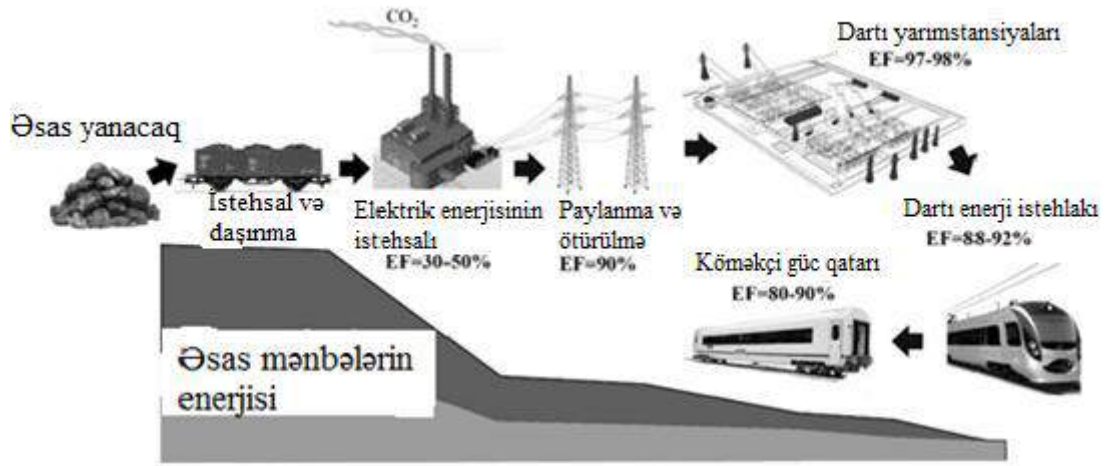 CO₂
Dartı yarımstansiyaları
EF=97-98%
Əsas yanacaq
İstehsal və
daşınma
Elektrik enerjisinin
istehsalı
EF=30-50%
Paylanma və
ötürülmə
EF=90%
Dartı enerji istehlakı
EF=88-92%
Köməkçi güc qatarı
EF=80-90%
Əsas mənbələrin
enerjisi